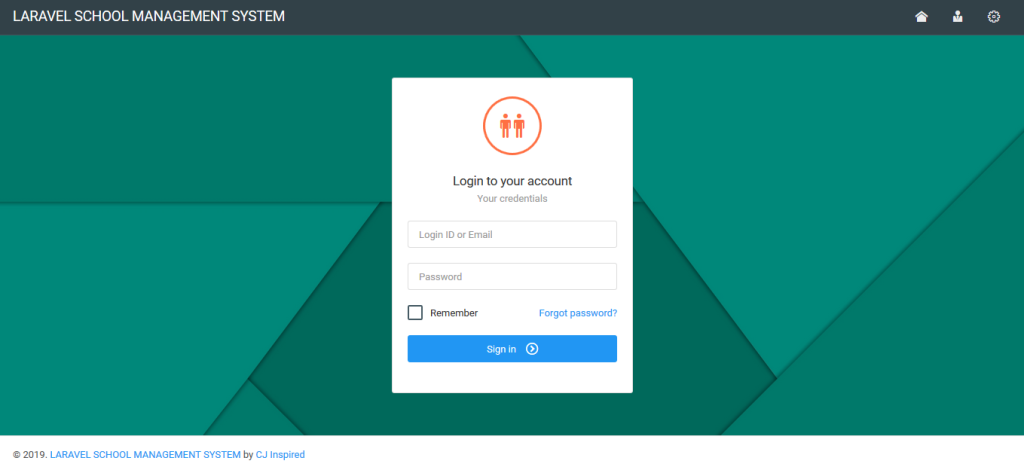 LARAVEL SCHOOL MANAGEMENT SYSTEM
Login to your account
Your credentials
Login ID or Email
Password
Remember Forgot password?
Sign in
© 2019. LARAVEL SCHOOL MANAGEMENT SYSTEM by CJ Inspired